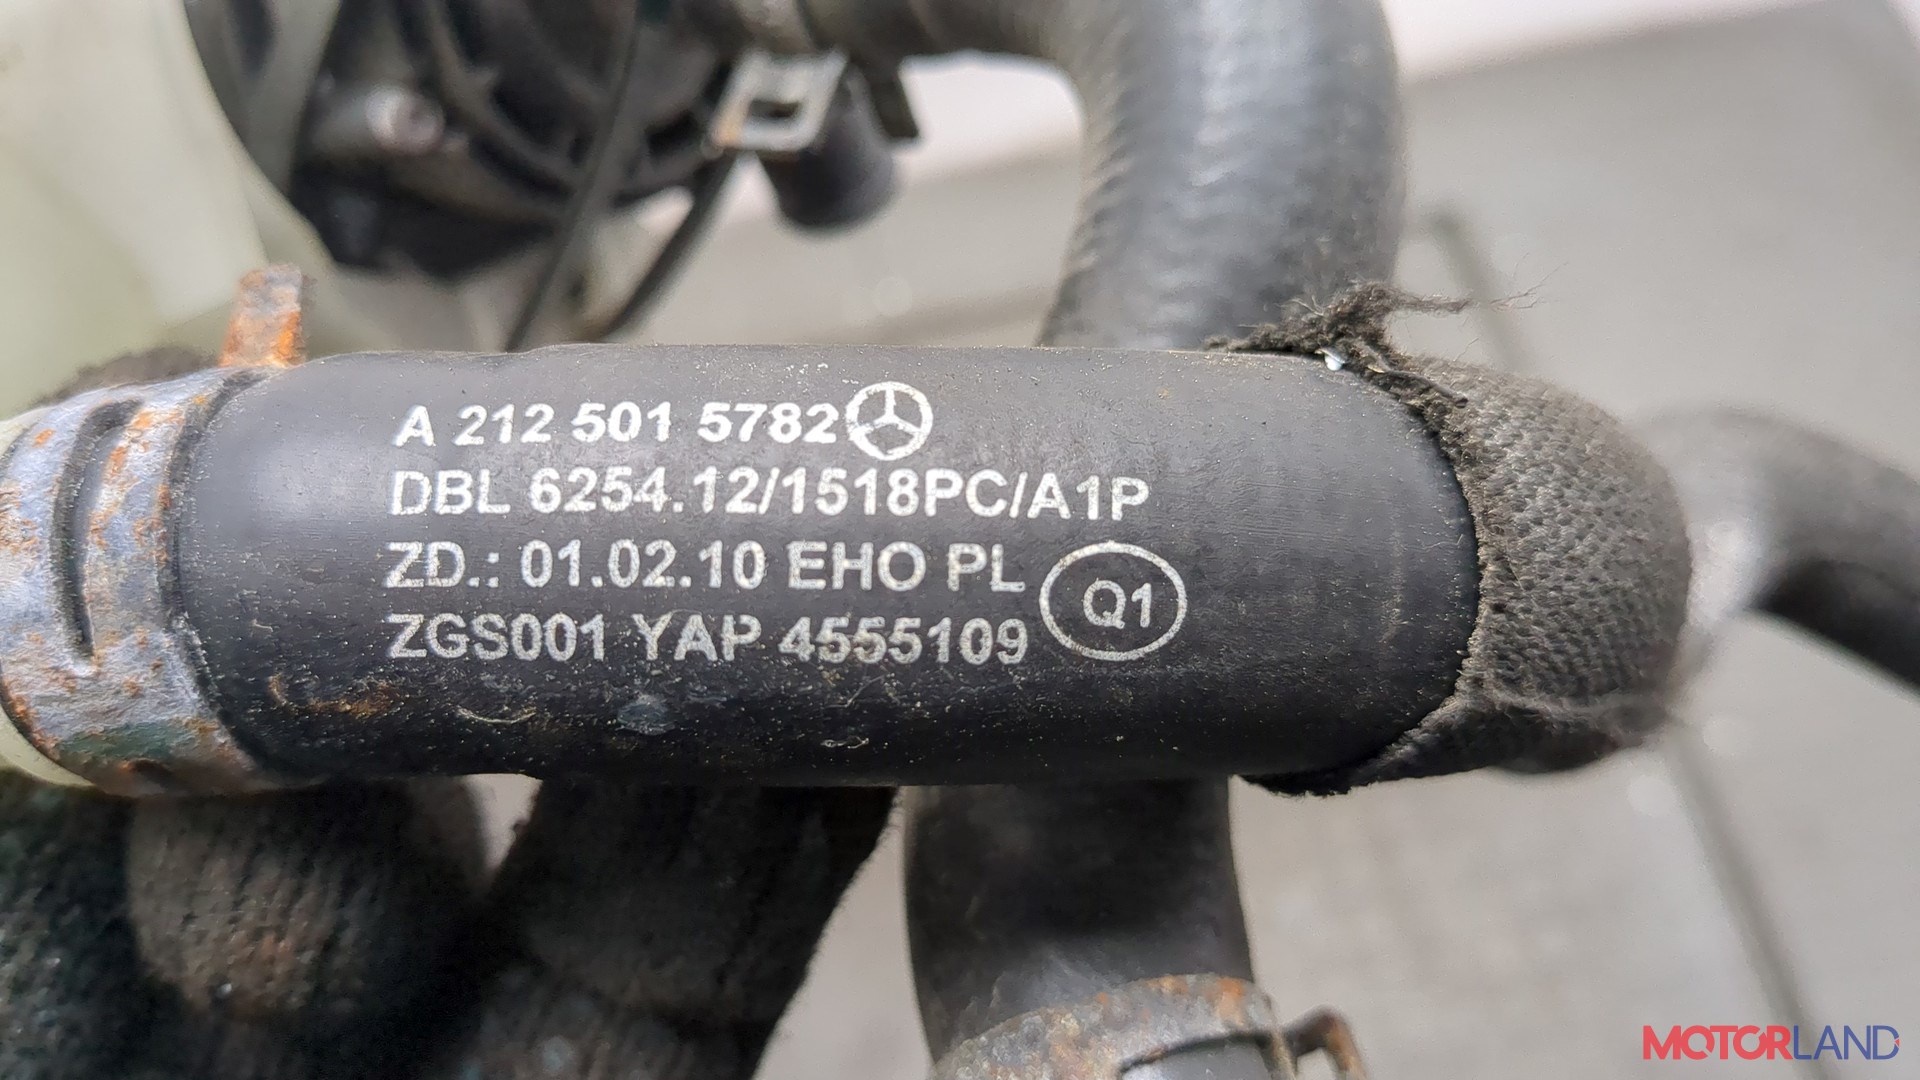 A 212 501 5782
DBL 6254.12/1518PC/A1P
ZD.: 01.02.10 EHO PL
ZGS001 YAP 4555109
Q1
MOTORLAND